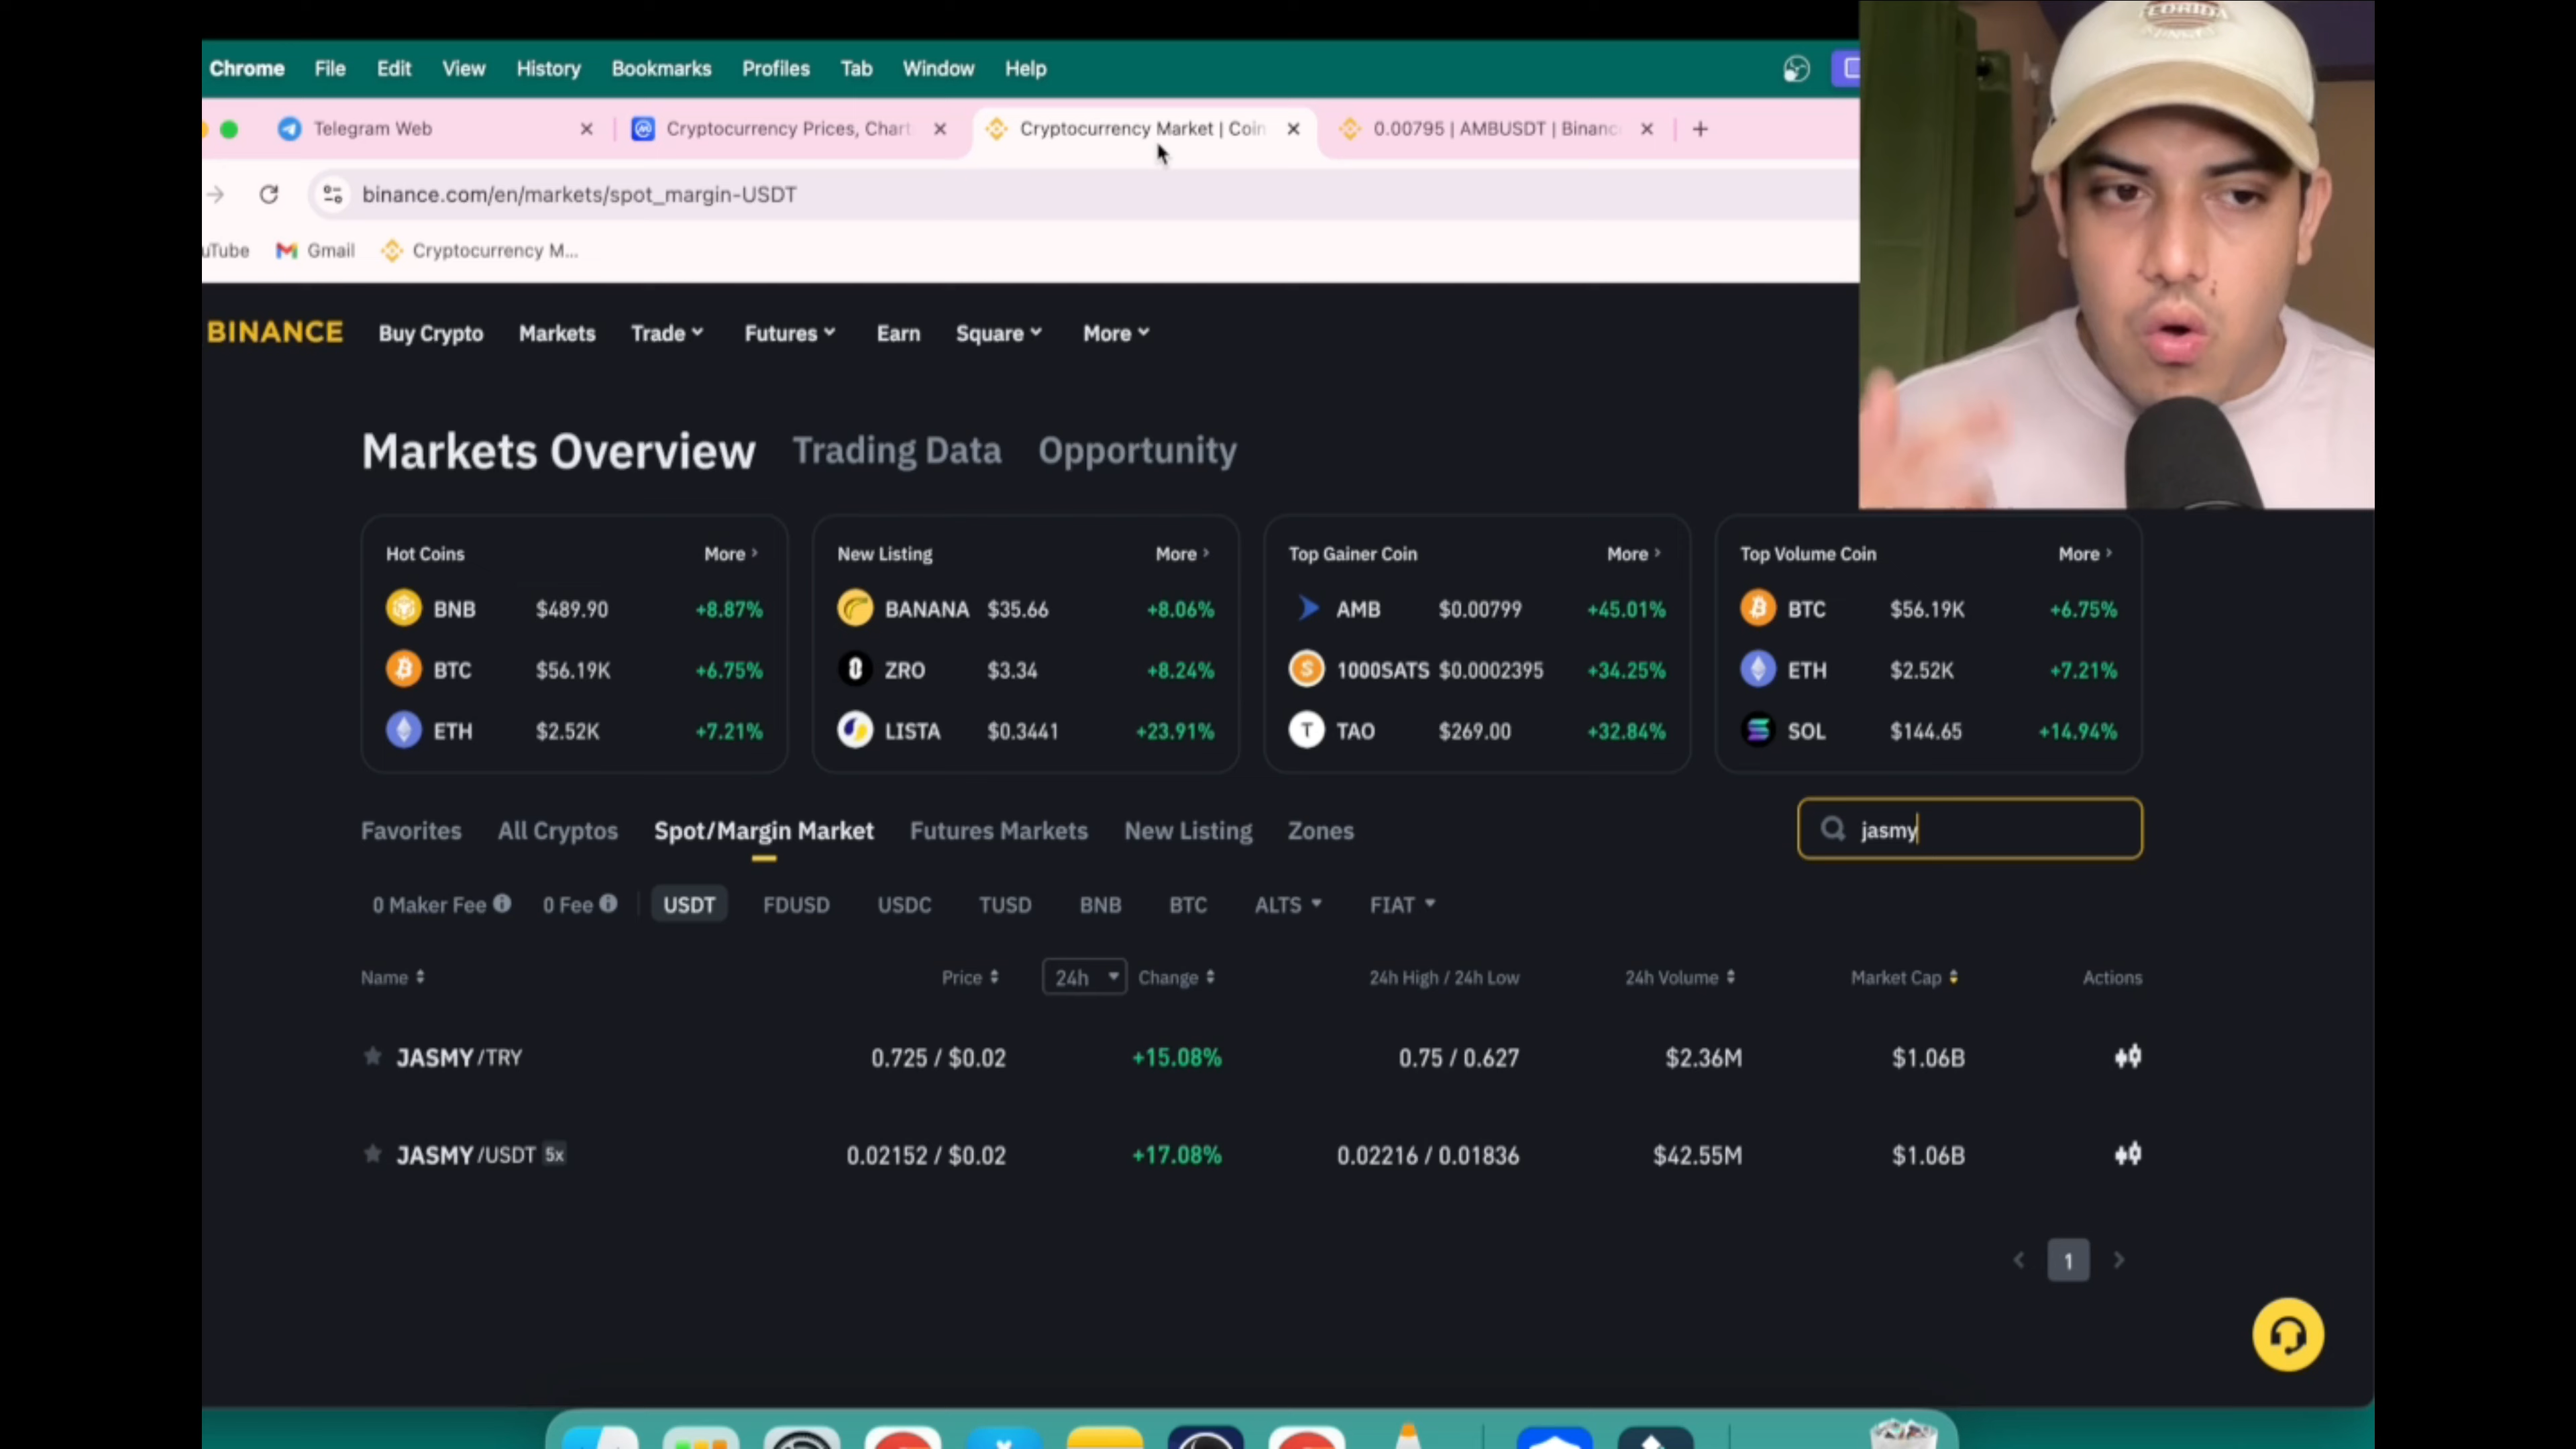 Chrome File Edit View History Bookmarks Profiles Tab Window Help
Telegram Web Cryptocurrency Prices, Chart Cryptocurrency Market | Coin 0.00795 | AMBUSDT | Binanc
binance.com/en/markets/spot_margin-USDT
uTube Gmail Cryptocurrency M...
BINANCE Buy Crypto Markets Trade Futures Earn Square More
Markets Overview Trading Data Opportunity
Hot Coins More
BNB $489.90 +8.87%
BTC $56.19K +6.75%
ETH $2.52K +7.21%
New Listing More
BANANA $35.66 +8.06%
ZRO $3.34 +8.24%
LISTA $0.3441 +23.91%
Top Gainer Coin More
AMB $0.00799 +45.01%
1000SATS $0.0002395 +34.25%
TAO $269.00 +32.84%
Top Volume Coin More
BTC $56.19K +6.75%
ETH $2.52K +7.21%
SOL $144.65 +14.94%
Favorites All Cryptos Spot/Margin Market Futures Markets New Listing Zones jasmy
0 Maker Fee 0 Fee USDT FDUSD USDC TUSD BNB BTC ALTS FIAT
Name Price 24h Change 24h High / 24h Low 24h Volume Market Cap Actions
JASMY/TRY 0.725 / $0.02 +15.08% 0.75 / 0.627 $2.36M $1.06B
JASMY/USDT 5x 0.02152 / $0.02 +17.08% 0.02216 / 0.01836 $42.55M $1.06B
1